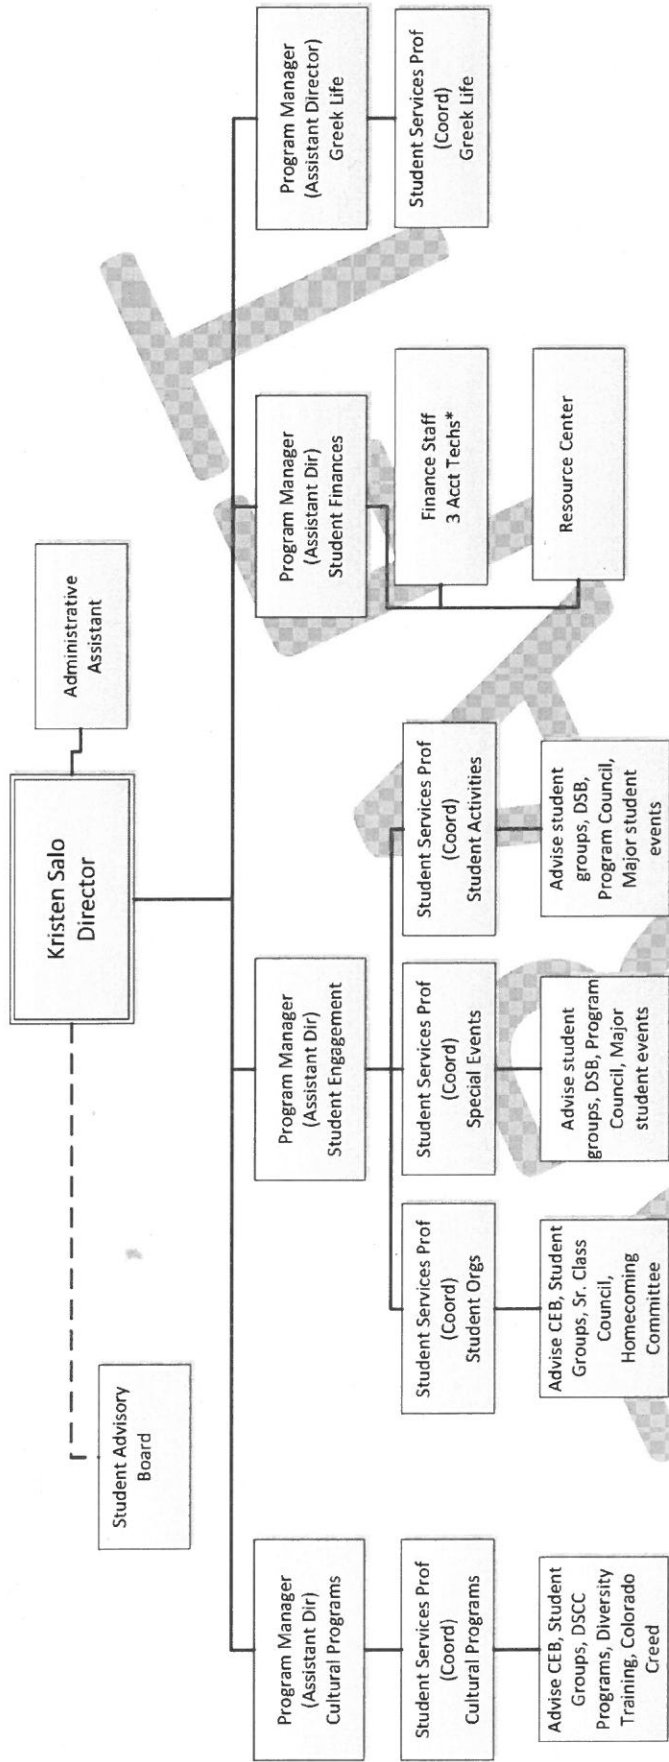 Kristen Salo
Director
Administrative
Assistant
Student Advisory
Board
Program Manager
(Assistant Dir)
Cultural Programs
Program Manager
(Assistant Dir)
Student Engagement
Program Manager
(Assistant Dir)
Student Finances
Program Manager
(Assistant Director)
Greek Life
Student Services Prof
(Coord)
Cultural Programs
Student Services Prof
(Coord)
Student Orgs
Student Services Prof
(Coord)
Special Events
Student Services Prof
(Coord)
Student Activities
Finance Staff
3 Acct Techs*
Student Services Prof
(Coord)
Greek Life
Advise CEB, Student
Groups, DSCC
Programs, Diversity
Training, Colorado
Creed
Advise CEB, Student
Groups, Sr. Class
Council,
Homecoming
Committee
Advise student
groups, DSB, Program
Council, Major
student events
Advise student
groups, DSB,
Program Council,
Major student
events
Resource Center
DRAFT